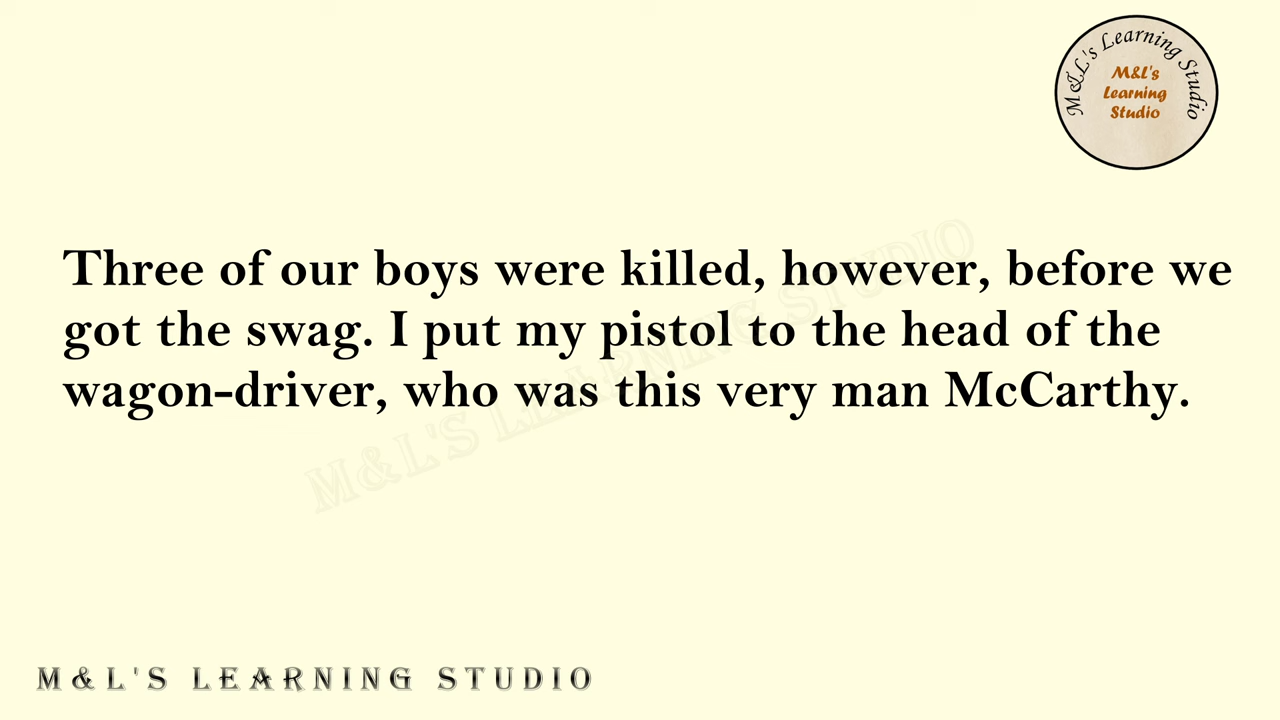 M&L's Learning Studio
M&L's
Learning
Studio
Three of our boys were killed, however, before we
got the swag. I put my pistol to the head of the
wagon-driver, who was this very man McCarthy.
M&L'S LEARNING STUDIO
M&L'S LEARNING STUDIO